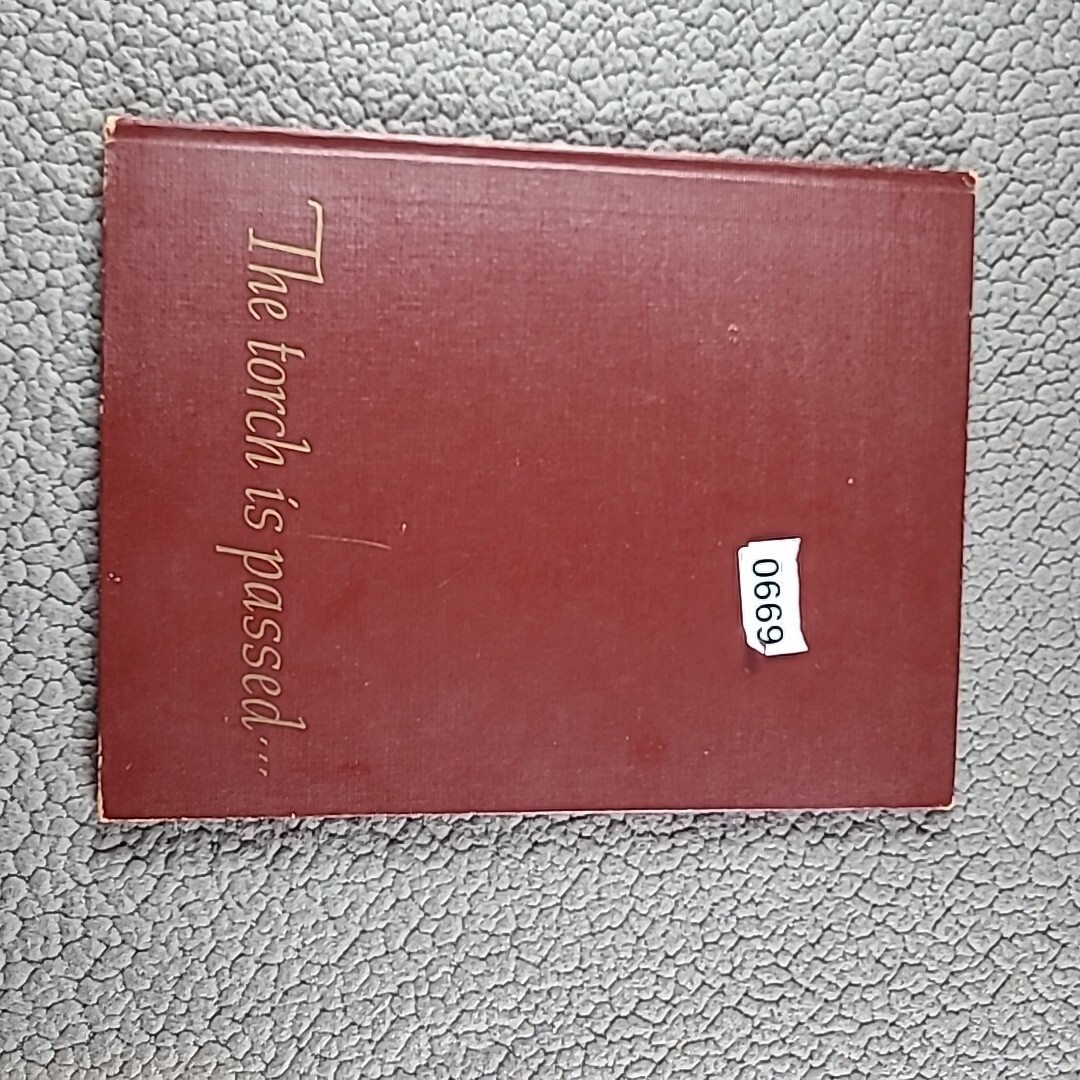 0669
The torch is passed...